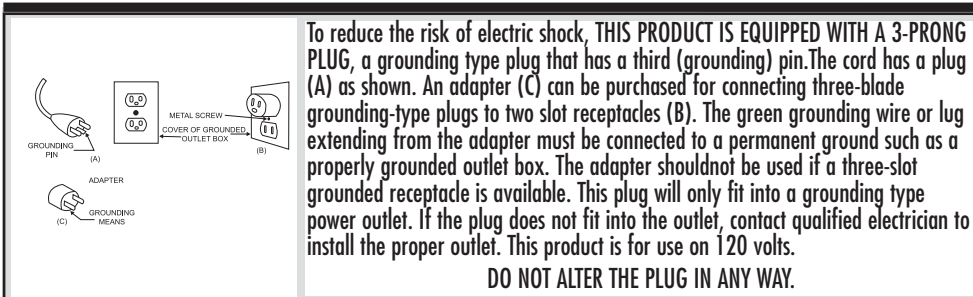 METAL SCREW
COVER OF GROUNDED
OUTLET BOX
GROUNDING
PIN
(A)
(B)
ADAPTER
GROUNDING
MEANS
(C)
To reduce the risk of electric shock, THIS PRODUCT IS EQUIPPED WITH A 3-PRONG
PLUG, a grounding type plug that has a third (grounding) pin.The cord has a plug
(A) as shown. An adapter (C) can be purchased for connecting three-blade
grounding-type plugs to two slot receptacles (B). The green grounding wire or lug
extending from the adapter must be connected to a permanent ground such as a
properly grounded outlet box. The adapter shouldnot be used if a three-slot
grounded receptacle is available. This plug will only fit into a grounding type
power outlet. If the plug does not fit into the outlet, contact qualified electrician to
install the proper outlet. This product is for use on 120 volts.
DO NOT ALTER THE PLUG IN ANY WAY.